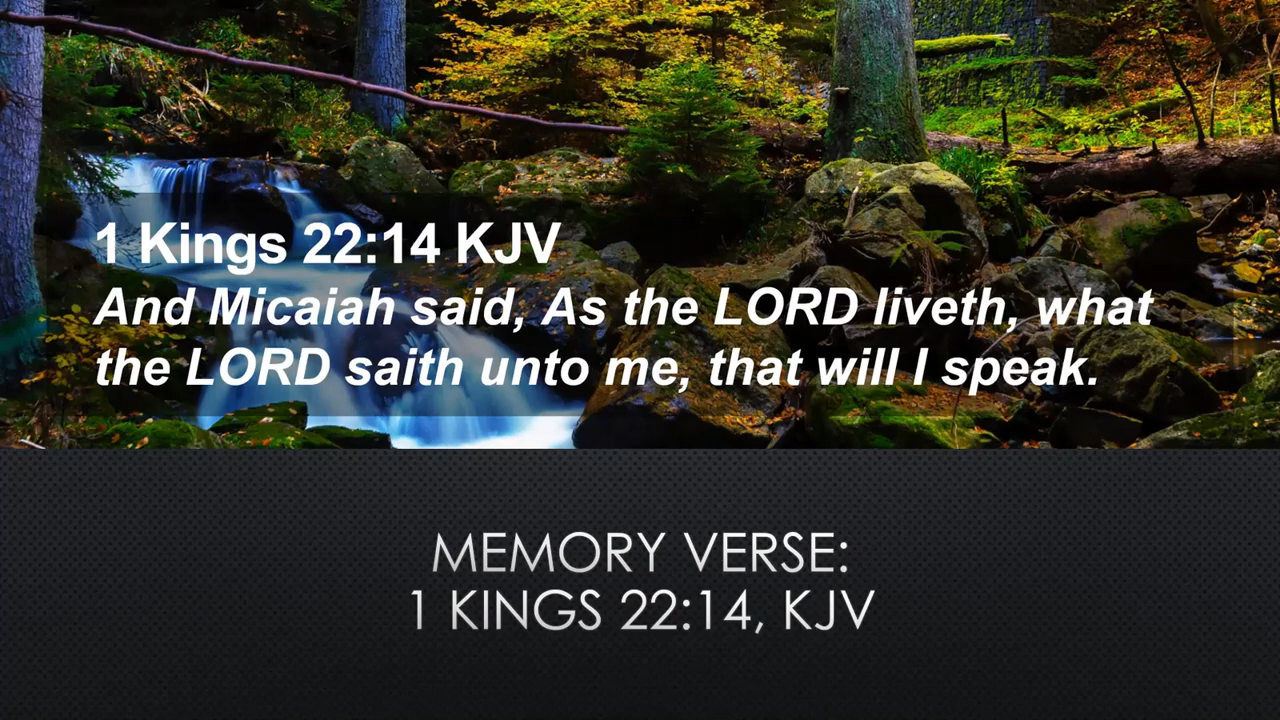 1 Kings 22:14 KJV
And Micaiah said, As the LORD liveth, what
the LORD saith unto me, that will I speak.
MEMORY VERSE:
1 KINGS 22:14, KJV